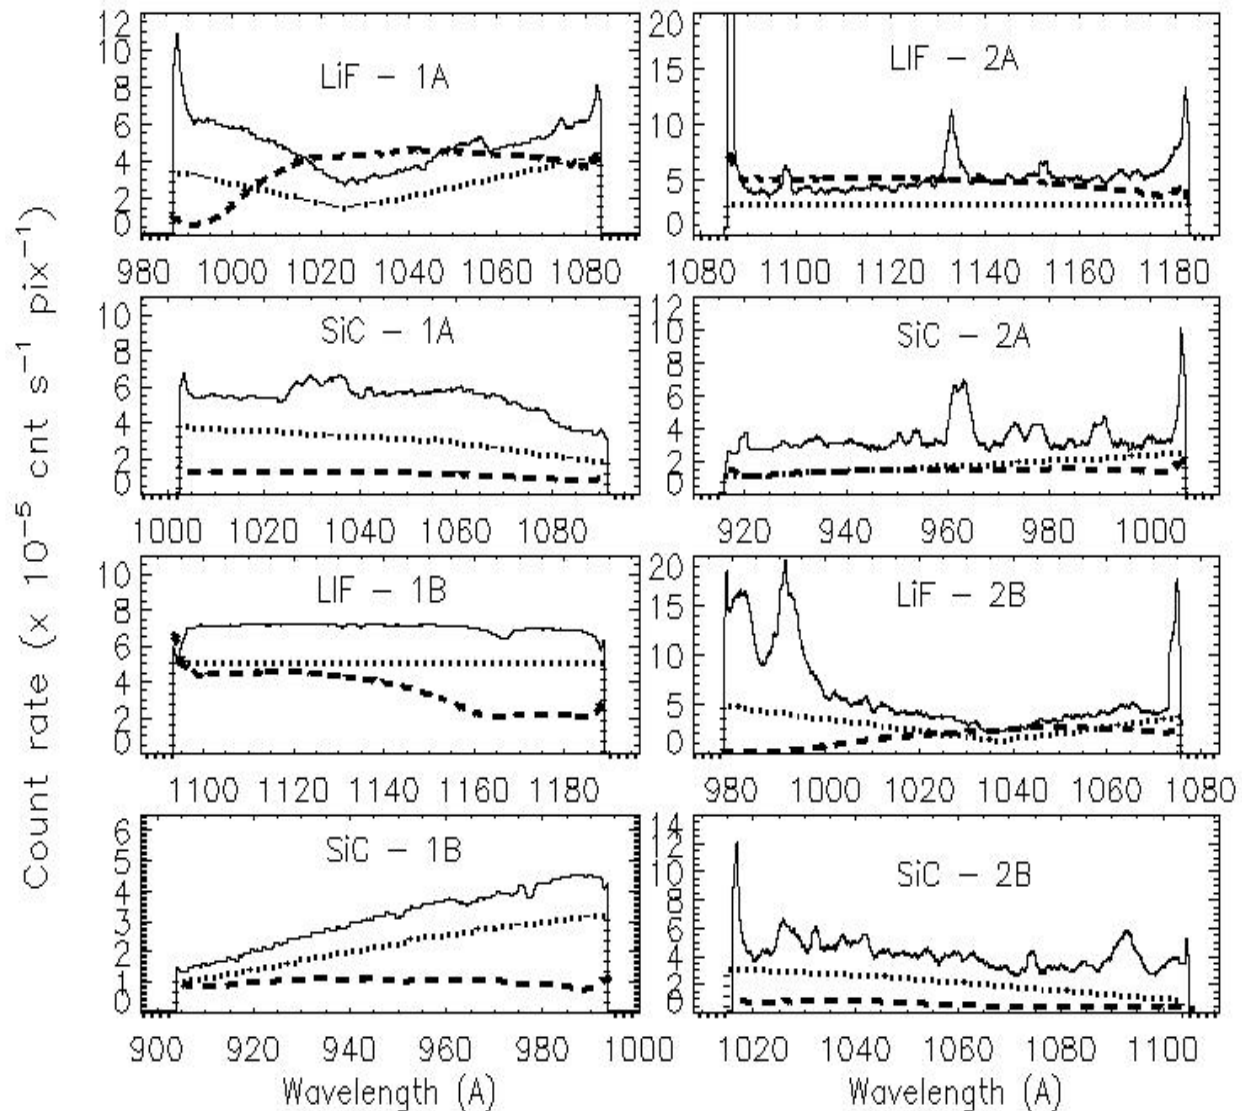 Count rate (x 10⁻⁵ cnt s⁻¹ pix⁻¹)
LiF – 1A
12
10
8
6
4
2
0
980 1000 1020 1040 1060 1080
LIF – 2A
20
15
10
5
0
1080 1100 1120 1140 1160 1180
SiC – 1A
10
8
6
4
2
0
1000 1020 1040 1060 1080
SiC – 2A
12
10
8
6
4
2
0
920 940 960 980 1000
LIF – 1B
10
8
6
4
2
0
1100 1120 1140 1160 1180
LiF – 2B
20
15
10
5
0
980 1000 1020 1040 1060 1080
SiC – 1B
6
5
4
3
2
1
0
900 920 940 960 980 1000
Wavelength (A)
SiC – 2B
14
12
10
8
6
4
2
0
1020 1040 1060 1080 1100
Wavelength (A)